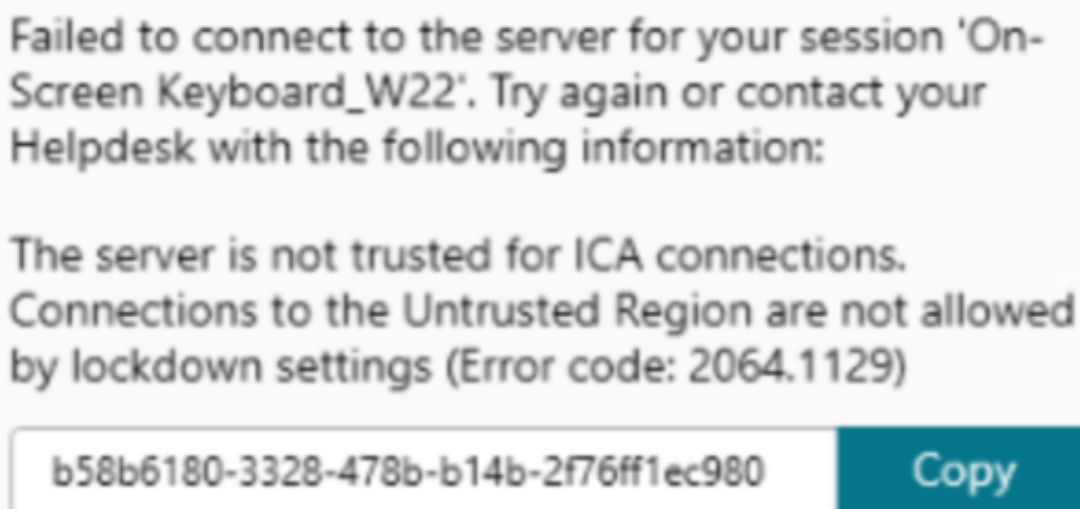 Failed to connect to the server for your session 'On-
Screen Keyboard_W22'. Try again or contact your
Helpdesk with the following information:
The server is not trusted for ICA connections.
Connections to the Untrusted Region are not allowed
by lockdown settings (Error code: 2064.1129)
b58b6180-3328-478b-b14b-2f76ff1ec980
Copy